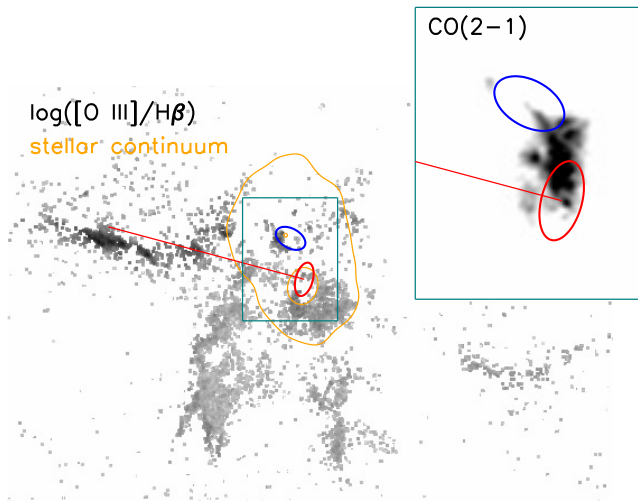 CO(2-1)
log([O III]/Hβ)
stellar continuum